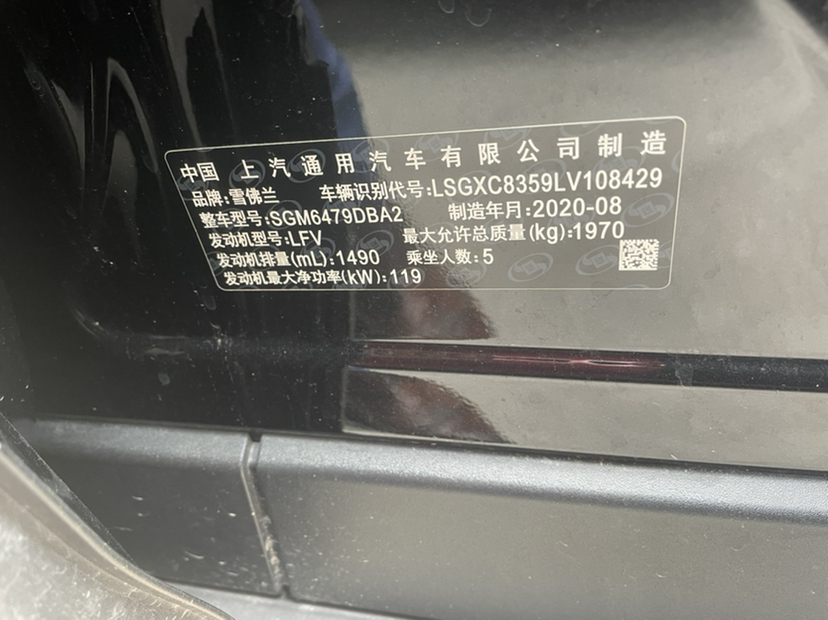 中国 上汽通用汽车有限公司制造
品牌:雪佛兰 车辆识别代号:LSGXC8359LV108429
整车型号:SGM6479DBA2 制造年月:2020-08
发动机型号:LFV 最大允许总质量(kg):1970
发动机排量(mL):1490 乘坐人数:5
发动机最大净功率(kW):119